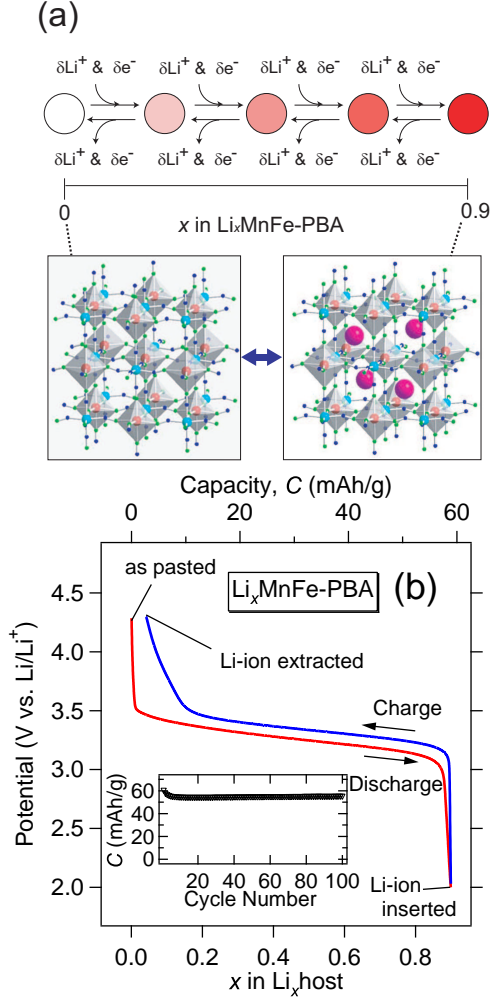 (a)
δLi⁺ & δe⁻ δLi⁺ & δe⁻ δLi⁺ & δe⁻ δLi⁺ & δe⁻
δLi⁺ & δe⁻ δLi⁺ & δe⁻ δLi⁺ & δe⁻ δLi⁺ & δe⁻
0 x in LiₓMnFe-PBA 0.9
Capacity, C (mAh/g)
0 20 40 60
as pasted
LiₓMnFe-PBA
(b)
4.5
Li-ion extracted
4.0
Charge
3.5
3.0
Discharge
2.5
2.0
Potential (V vs. Li/Li⁺)
60
40
20
0
C (mAh/g)
20 40 60 80 100
Cycle Number
Li-ion
inserted
0.0 0.2 0.4 0.6 0.8
x in Liₓhost